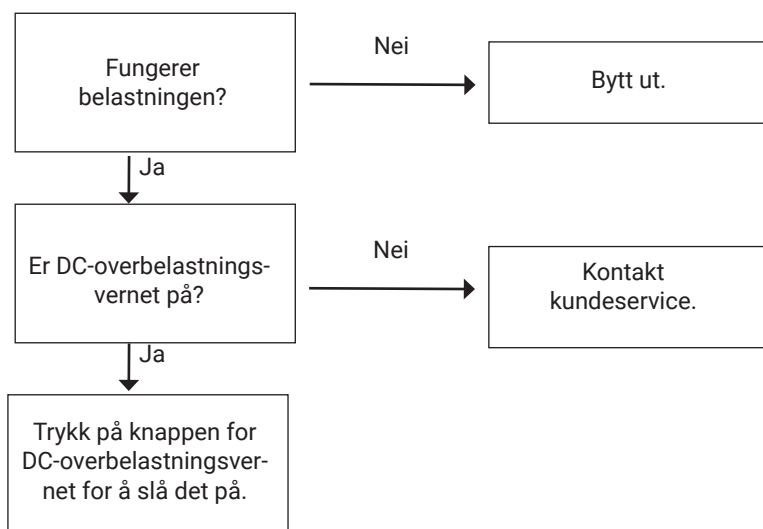 Fungerer
belastningen?
Nei
Bytt ut.
Ja
Er DC-overbelastnings-
vernet på?
Nei
Kontakt
kundeservice.
Ja
Trykk på knappen for
DC-overbelastningsver-
net for å slå det på.